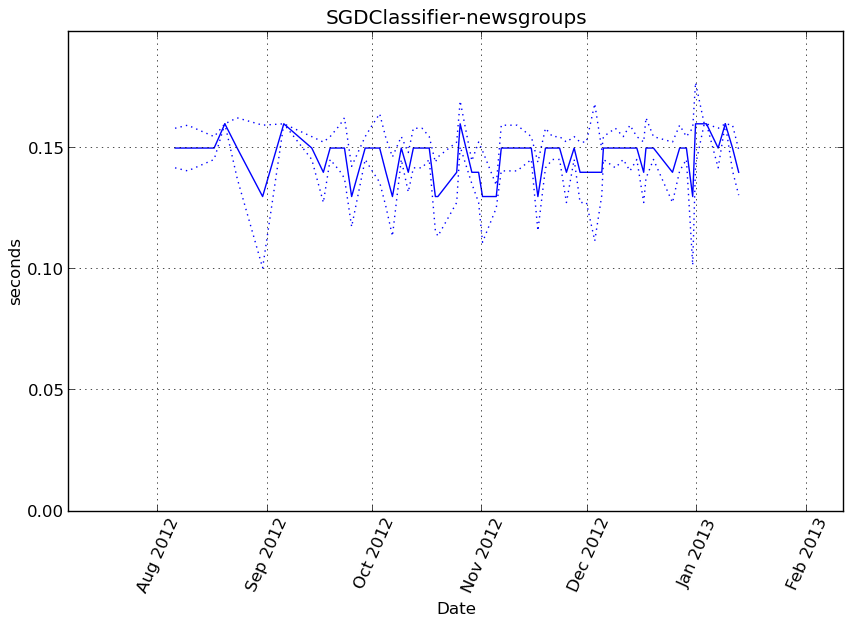 SGDClassifier-newsgroups
seconds
0.15
0.10
0.05
0.00
Aug 2012
Sep 2012
Oct 2012
Nov 2012
Dec 2012
Jan 2013
Feb 2013
Date